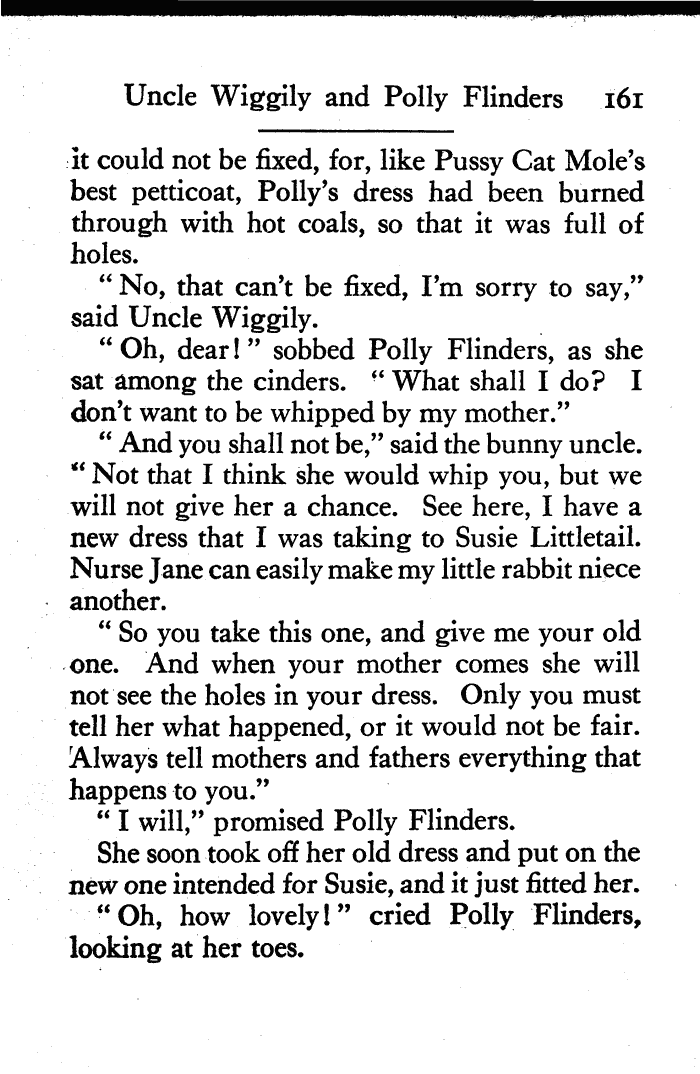 Uncle Wiggily and Polly Flinders 161
it could not be fixed, for, like Pussy Cat Mole's
best petticoat, Polly's dress had been burned
through with hot coals, so that it was full of
holes.
“ No, that can't be fixed, I'm sorry to say,”
said Uncle Wiggily.
“ Oh, dear! ” sobbed Polly Flinders, as she
sat among the cinders. “ What shall I do? I
don't want to be whipped by my mother.”
“ And you shall not be,” said the bunny uncle.
“ Not that I think she would whip you, but we
will not give her a chance. See here, I have a
new dress that I was taking to Susie Littletail.
Nurse Jane can easily make my little rabbit niece
another.
“ So you take this one, and give me your old
one. And when your mother comes she will
not see the holes in your dress. Only you must
tell her what happened, or it would not be fair.
Always tell mothers and fathers everything that
happens to you.”
“ I will,” promised Polly Flinders.
She soon took off her old dress and put on the
new one intended for Susie, and it just fitted her.
“ Oh, how lovely! ” cried Polly Flinders,
looking at her toes.